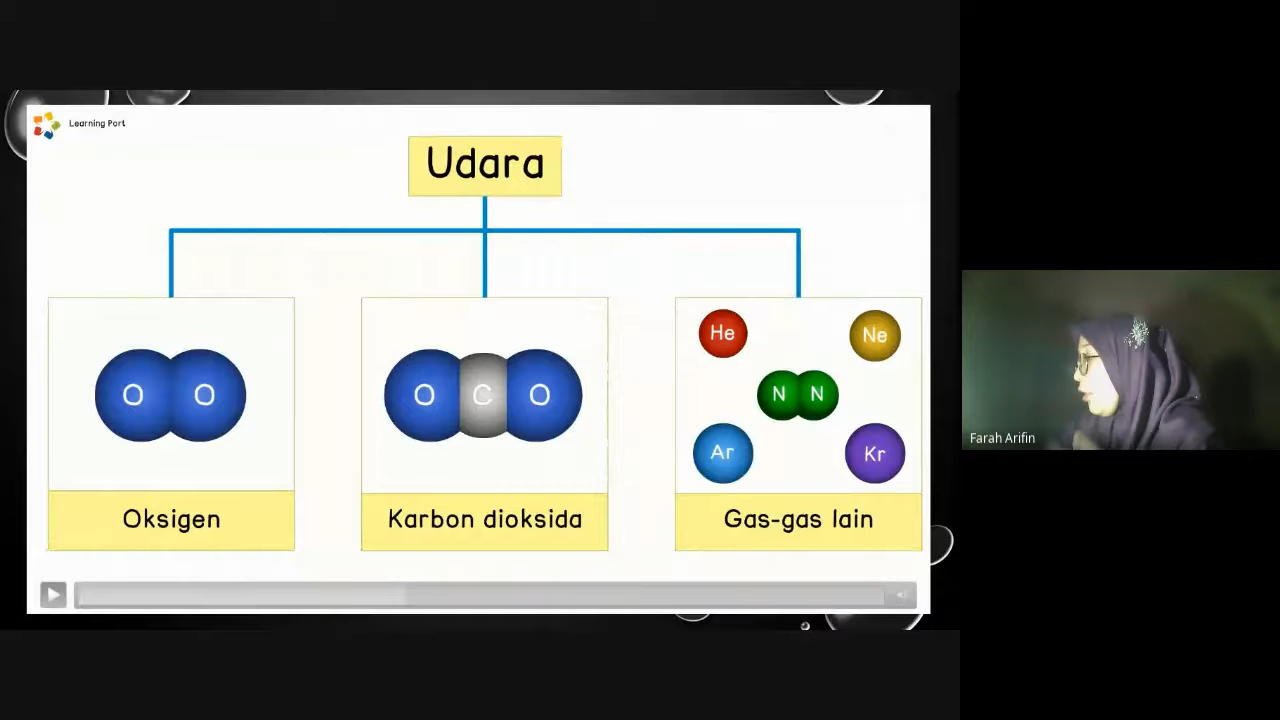 Learning Port
Udara
O O
O C O
He Ne
N N
Ar Kr
Oksigen
Karbon dioksida
Gas-gas lain
Farah Arifin